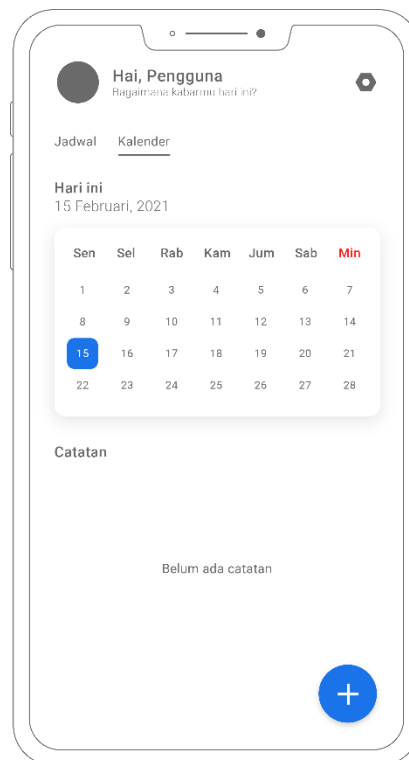 Hai, Pengguna
Bagaimana kabarmu hari ini?
Jadwal Kalender
Hari ini
15 Februari, 2021
Sen Sel Rab Kam Jum Sab Min
1 2 3 4 5 6 7
8 9 10 11 12 13 14
15 16 17 18 19 20 21
22 23 24 25 26 27 28
Catatan
Belum ada catatan